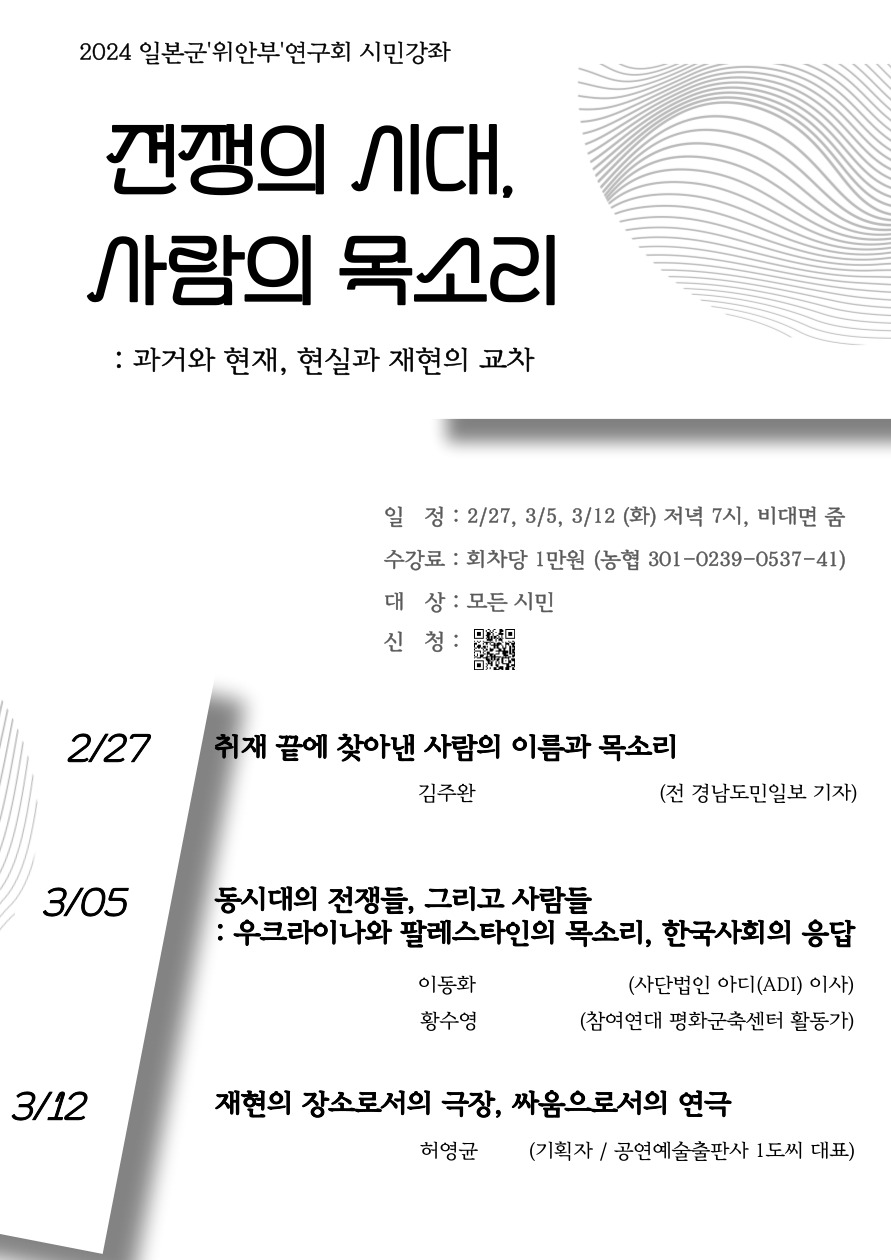 2024 일본군'위안부'연구회 시민강좌
전쟁의 시대,
사람의 목소리
: 과거와 현재, 현실과 재현의 교차
일 정 : 2/27, 3/5, 3/12 (화) 저녁 7시, 비대면 줌
수강료 : 회차당 1만원 (농협 301-0239-0537-41)
대 상 : 모든 시민
신 청 :
2/27 취재 끝에 찾아낸 사람의 이름과 목소리
김주완 (전 경남도민일보 기자)
3/05 동시대의 전쟁들, 그리고 사람들
: 우크라이나와 팔레스타인의 목소리, 한국사회의 응답
이동화 (사단법인 아디(ADI) 이사)
황수영 (참여연대 평화군축센터 활동가)
3/12 재현의 장소로서의 극장, 싸움으로서의 연극
허영균 (기획자 / 공연예술출판사 1도씨 대표)